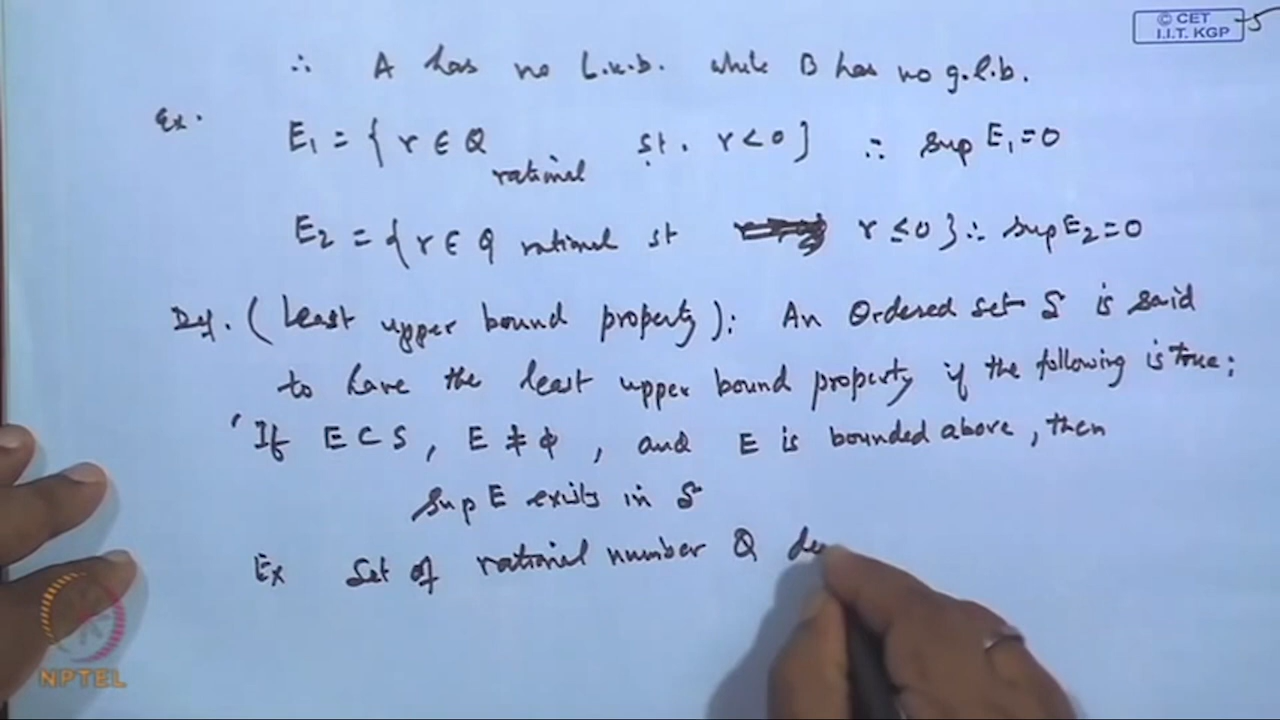 © CET
I.I.T. KGP
∴ A has no l.u.b. while B has no g.l.b.
Ex. E₁ = { r ∈ Q rational st. r < 0 } ∴ sup E₁ = 0
E₂ = { r ∈ Q rational st r ≤ 0 } ∴ sup E₂ = 0
Def. ( Least upper bound property ) : An Ordered set S is said
to have the least upper bound property if the following is true :
' If E ⊂ S , E ≠ φ , and E is bounded above , then
sup E exists in S
Ex Set of rational number Q
NPTEL